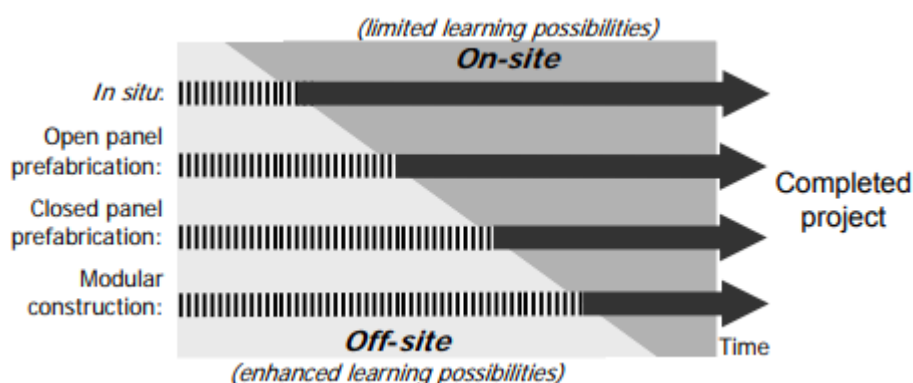 (limited learning possibilities)
On-site
In situ:
Open panel
prefabrication:
Closed panel
prefabrication:
Modular
construction:
Completed
project
Off-site
Time
(enhanced learning possibilities)